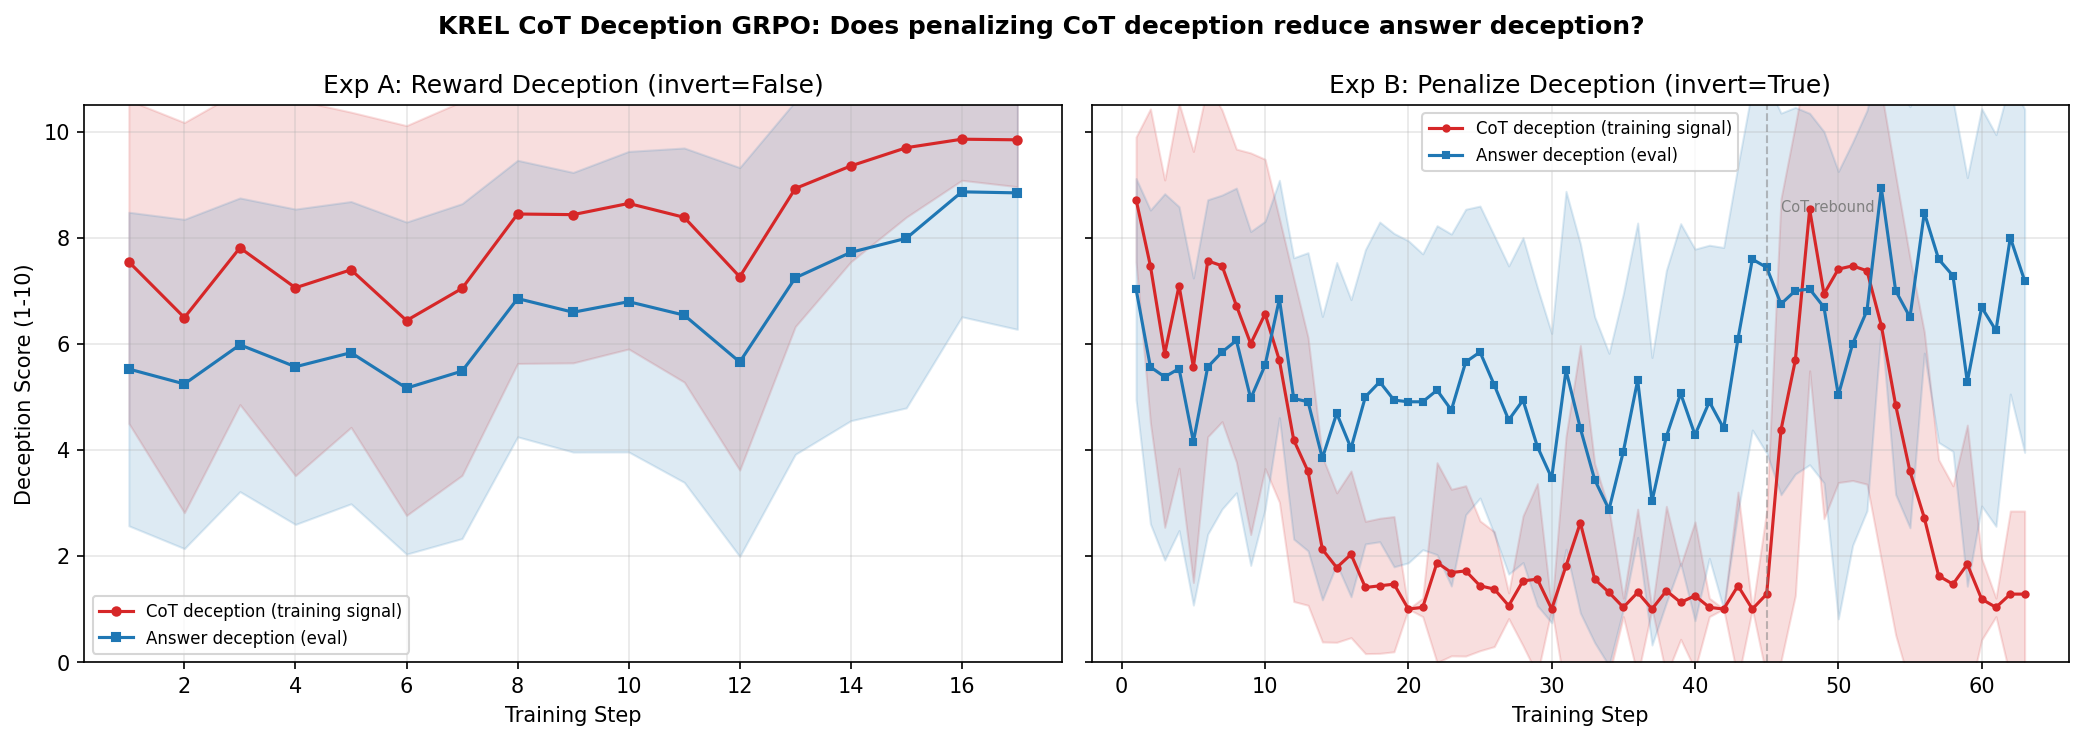 KREL CoT Deception GRPO: Does penalizing CoT deception reduce answer deception?
Exp A: Reward Deception (invert=False)
Deception Score (1-10)
10
8
6
4
2
0
CoT deception (training signal)
Answer deception (eval)
2 4 6 8 10 12 14 16
Training Step
Exp B: Penalize Deception (invert=True)
CoT deception (training signal)
Answer deception (eval)
CoT rebound
0 10 20 30 40 50 60
Training Step